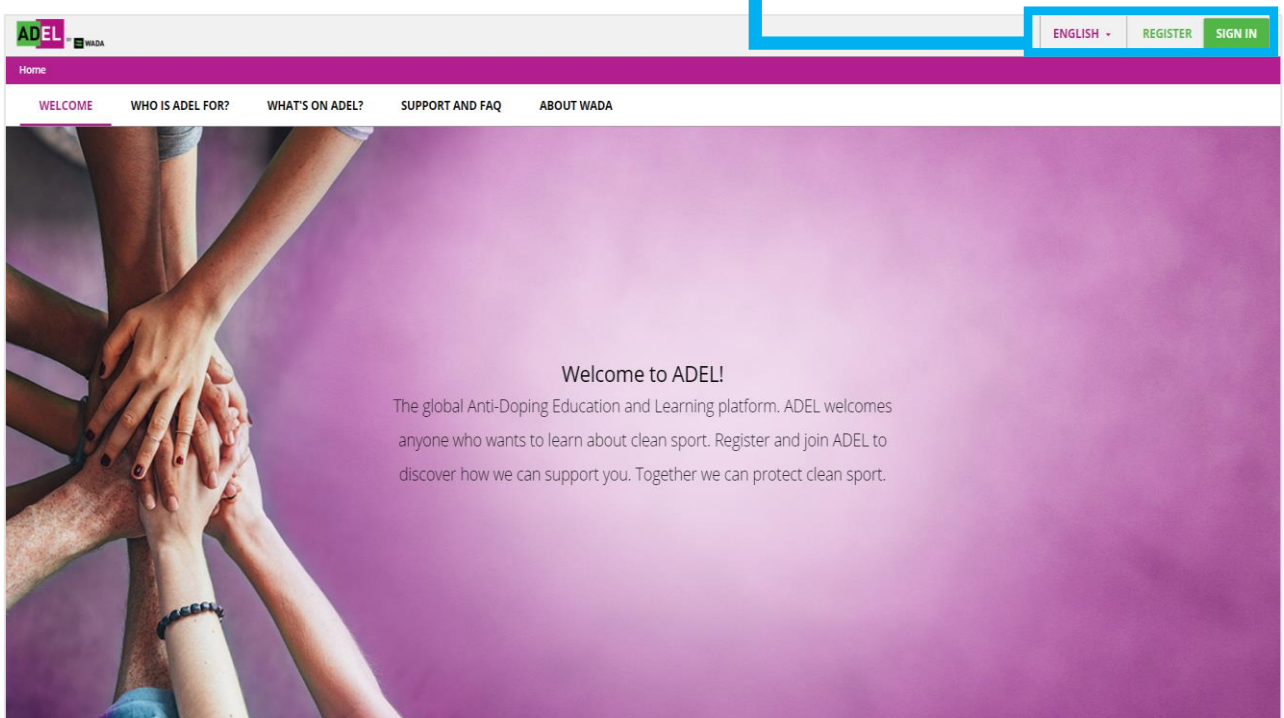 ADEL BY WADA
ENGLISH REGISTER SIGN IN
Home
WELCOME WHO IS ADEL FOR? WHAT'S ON ADEL? SUPPORT AND FAQ ABOUT WADA
Welcome to ADEL!
The global Anti-Doping Education and Learning platform. ADEL welcomes
anyone who wants to learn about clean sport. Register and join ADEL to
discover how we can support you. Together we can protect clean sport.